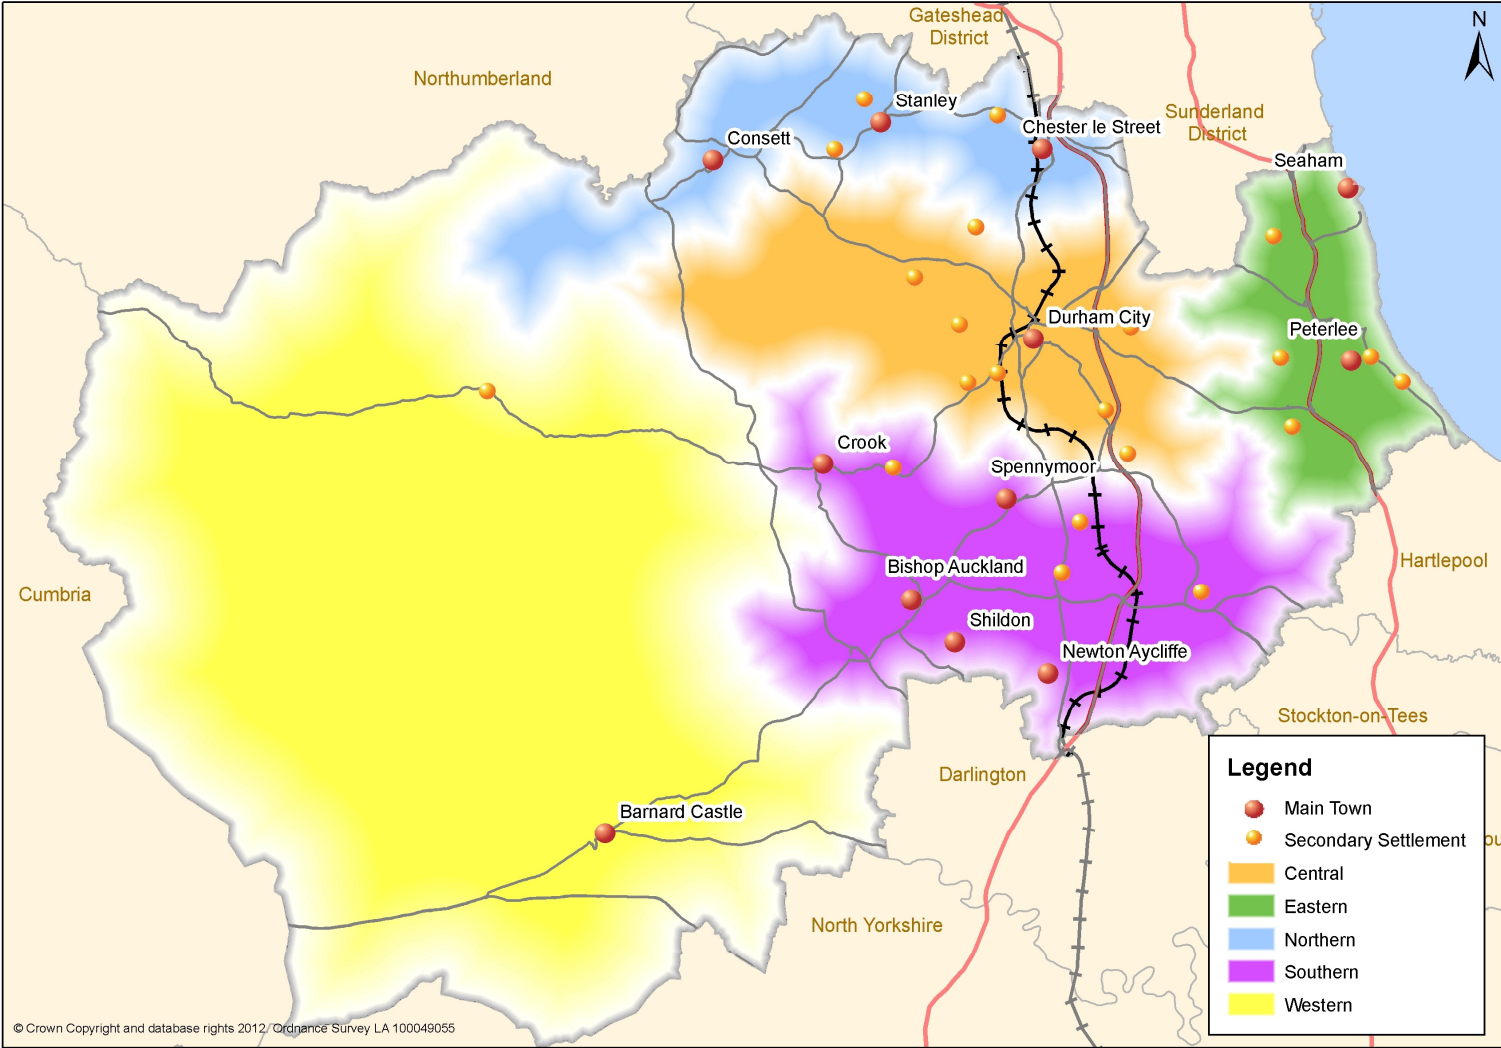 Gateshead
District
N
Northumberland
Stanley
Sunderland
District
Chester le Street
Consett
Seaham
Durham City
Peterlee
Crook
Spennymoor
Hartlepool
Bishop Auckland
Cumbria
Shildon
Newton Aycliffe
Stockton-on-Tees
Darlington
Barnard Castle
North Yorkshire
Legend
Main Town
Secondary Settlement
Central
Eastern
Northern
Southern
Western
© Crown Copyright and database rights 2012. Ordnance Survey LA 100049055